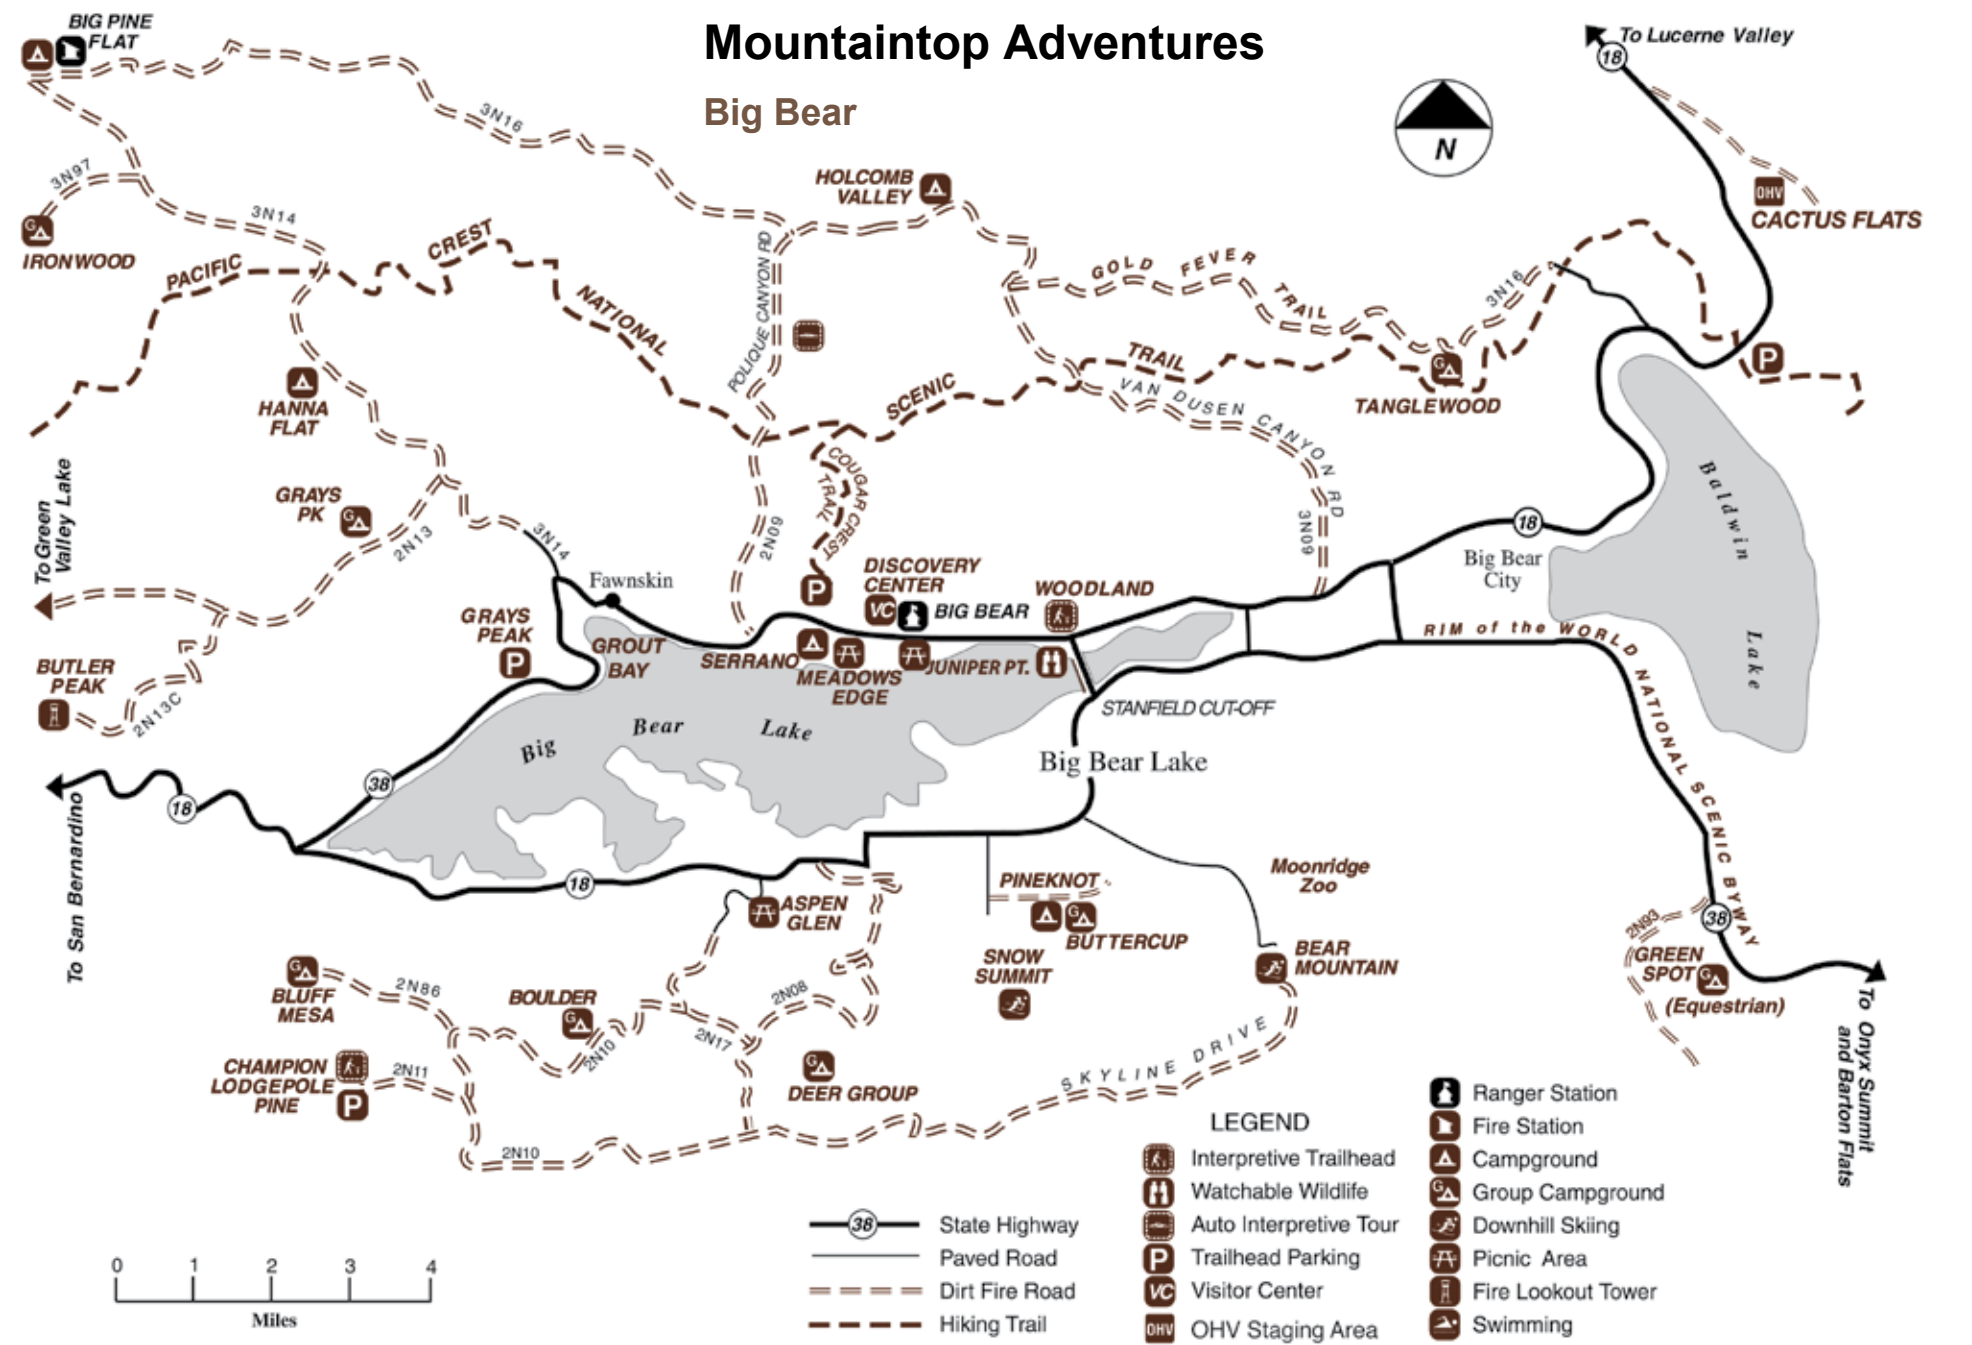 Mountaintop Adventures
Big Bear
BIG PINE
FLAT
To Lucerne Valley
18
N
3N16
HOLCOMB
VALLEY
OHV
CACTUS FLATS
3N97
3N14
IRONWOOD
PACIFIC
CREST
NATIONAL
POLIQUE CANYON RD
GOLD FEVER
TRAIL
3N16
SCENIC
TRAIL
VAN DUSEN CANYON RD
3N09
G
TANGLEWOOD
P
HANNA
FLAT
COUGAR CREST
TRAIL
2N09
To Green
Valley Lake
GRAYS
PK
G
2N13
3N14
Fawnskin
18
Big Bear
City
Baldwin
Lake
DISCOVERY
CENTER
VC
BIG BEAR
WOODLAND
P
GRAYS
PEAK
P
GROUT
BAY
SERRANO
MEADOWS
EDGE
JUNIPER PT.
RIM of the WORLD NATIONAL SCENIC BYWAY
BUTLER
PEAK
2N13C
STANFIELD CUT-OFF
Big Bear Lake
Big Bear Lake
38
18
To San Bernardino
18
ASPEN
GLEN
PINEKNOT
G
BUTTERCUP
Moonridge
Zoo
BEAR
MOUNTAIN
SNOW
SUMMIT
2N93
38
GREEN
SPOT
G
(Equestrian)
To Onyx Summit
and Barton Flats
G
BLUFF
MESA
2N86
BOULDER
G
2N10
2N08
2N17
CHAMPION
LODGEPOLE
PINE
P
2N11
G
DEER GROUP
SKYLINE DRIVE
2N10
LEGEND
Interpretive Trailhead
Watchable Wildlife
Auto Interpretive Tour
P Trailhead Parking
VC Visitor Center
OHV OHV Staging Area
Ranger Station
Fire Station
Campground
G Group Campground
Downhill Skiing
Picnic Area
Fire Lookout Tower
Swimming
38 State Highway
Paved Road
Dirt Fire Road
Hiking Trail
0 1 2 3 4
Miles